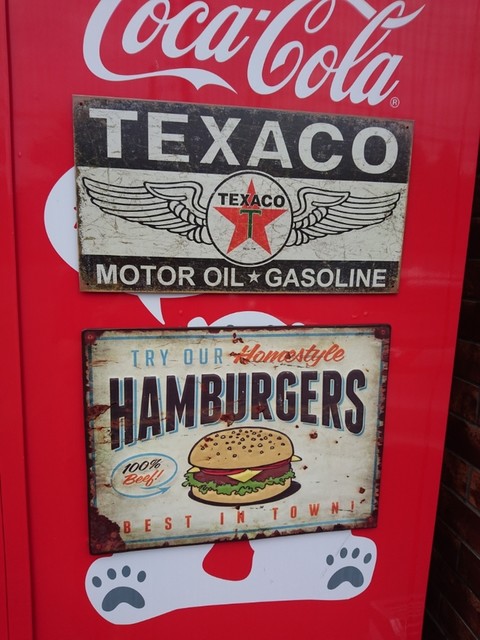 Coca-Cola
®
TEXACO
TEXACO
T
MOTOR OIL ★ GASOLINE
TRY OUR Homestyle
HAMBURGERS
100%
Beef!
BEST IN TOWN!